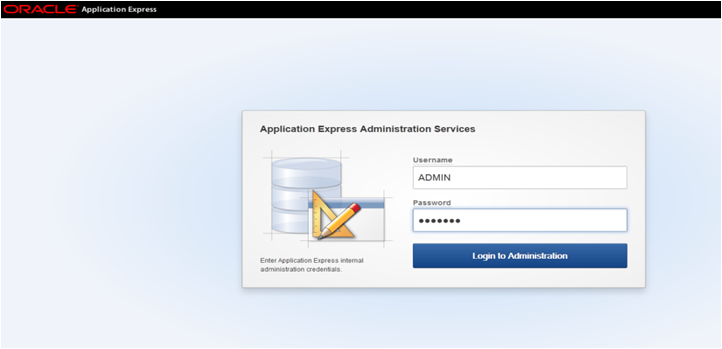 ORACLE Application Express
Application Express Administration Services
Username
ADMIN
Password
•••••••
Enter Application Express internal
administration credentials.
Login to Administration